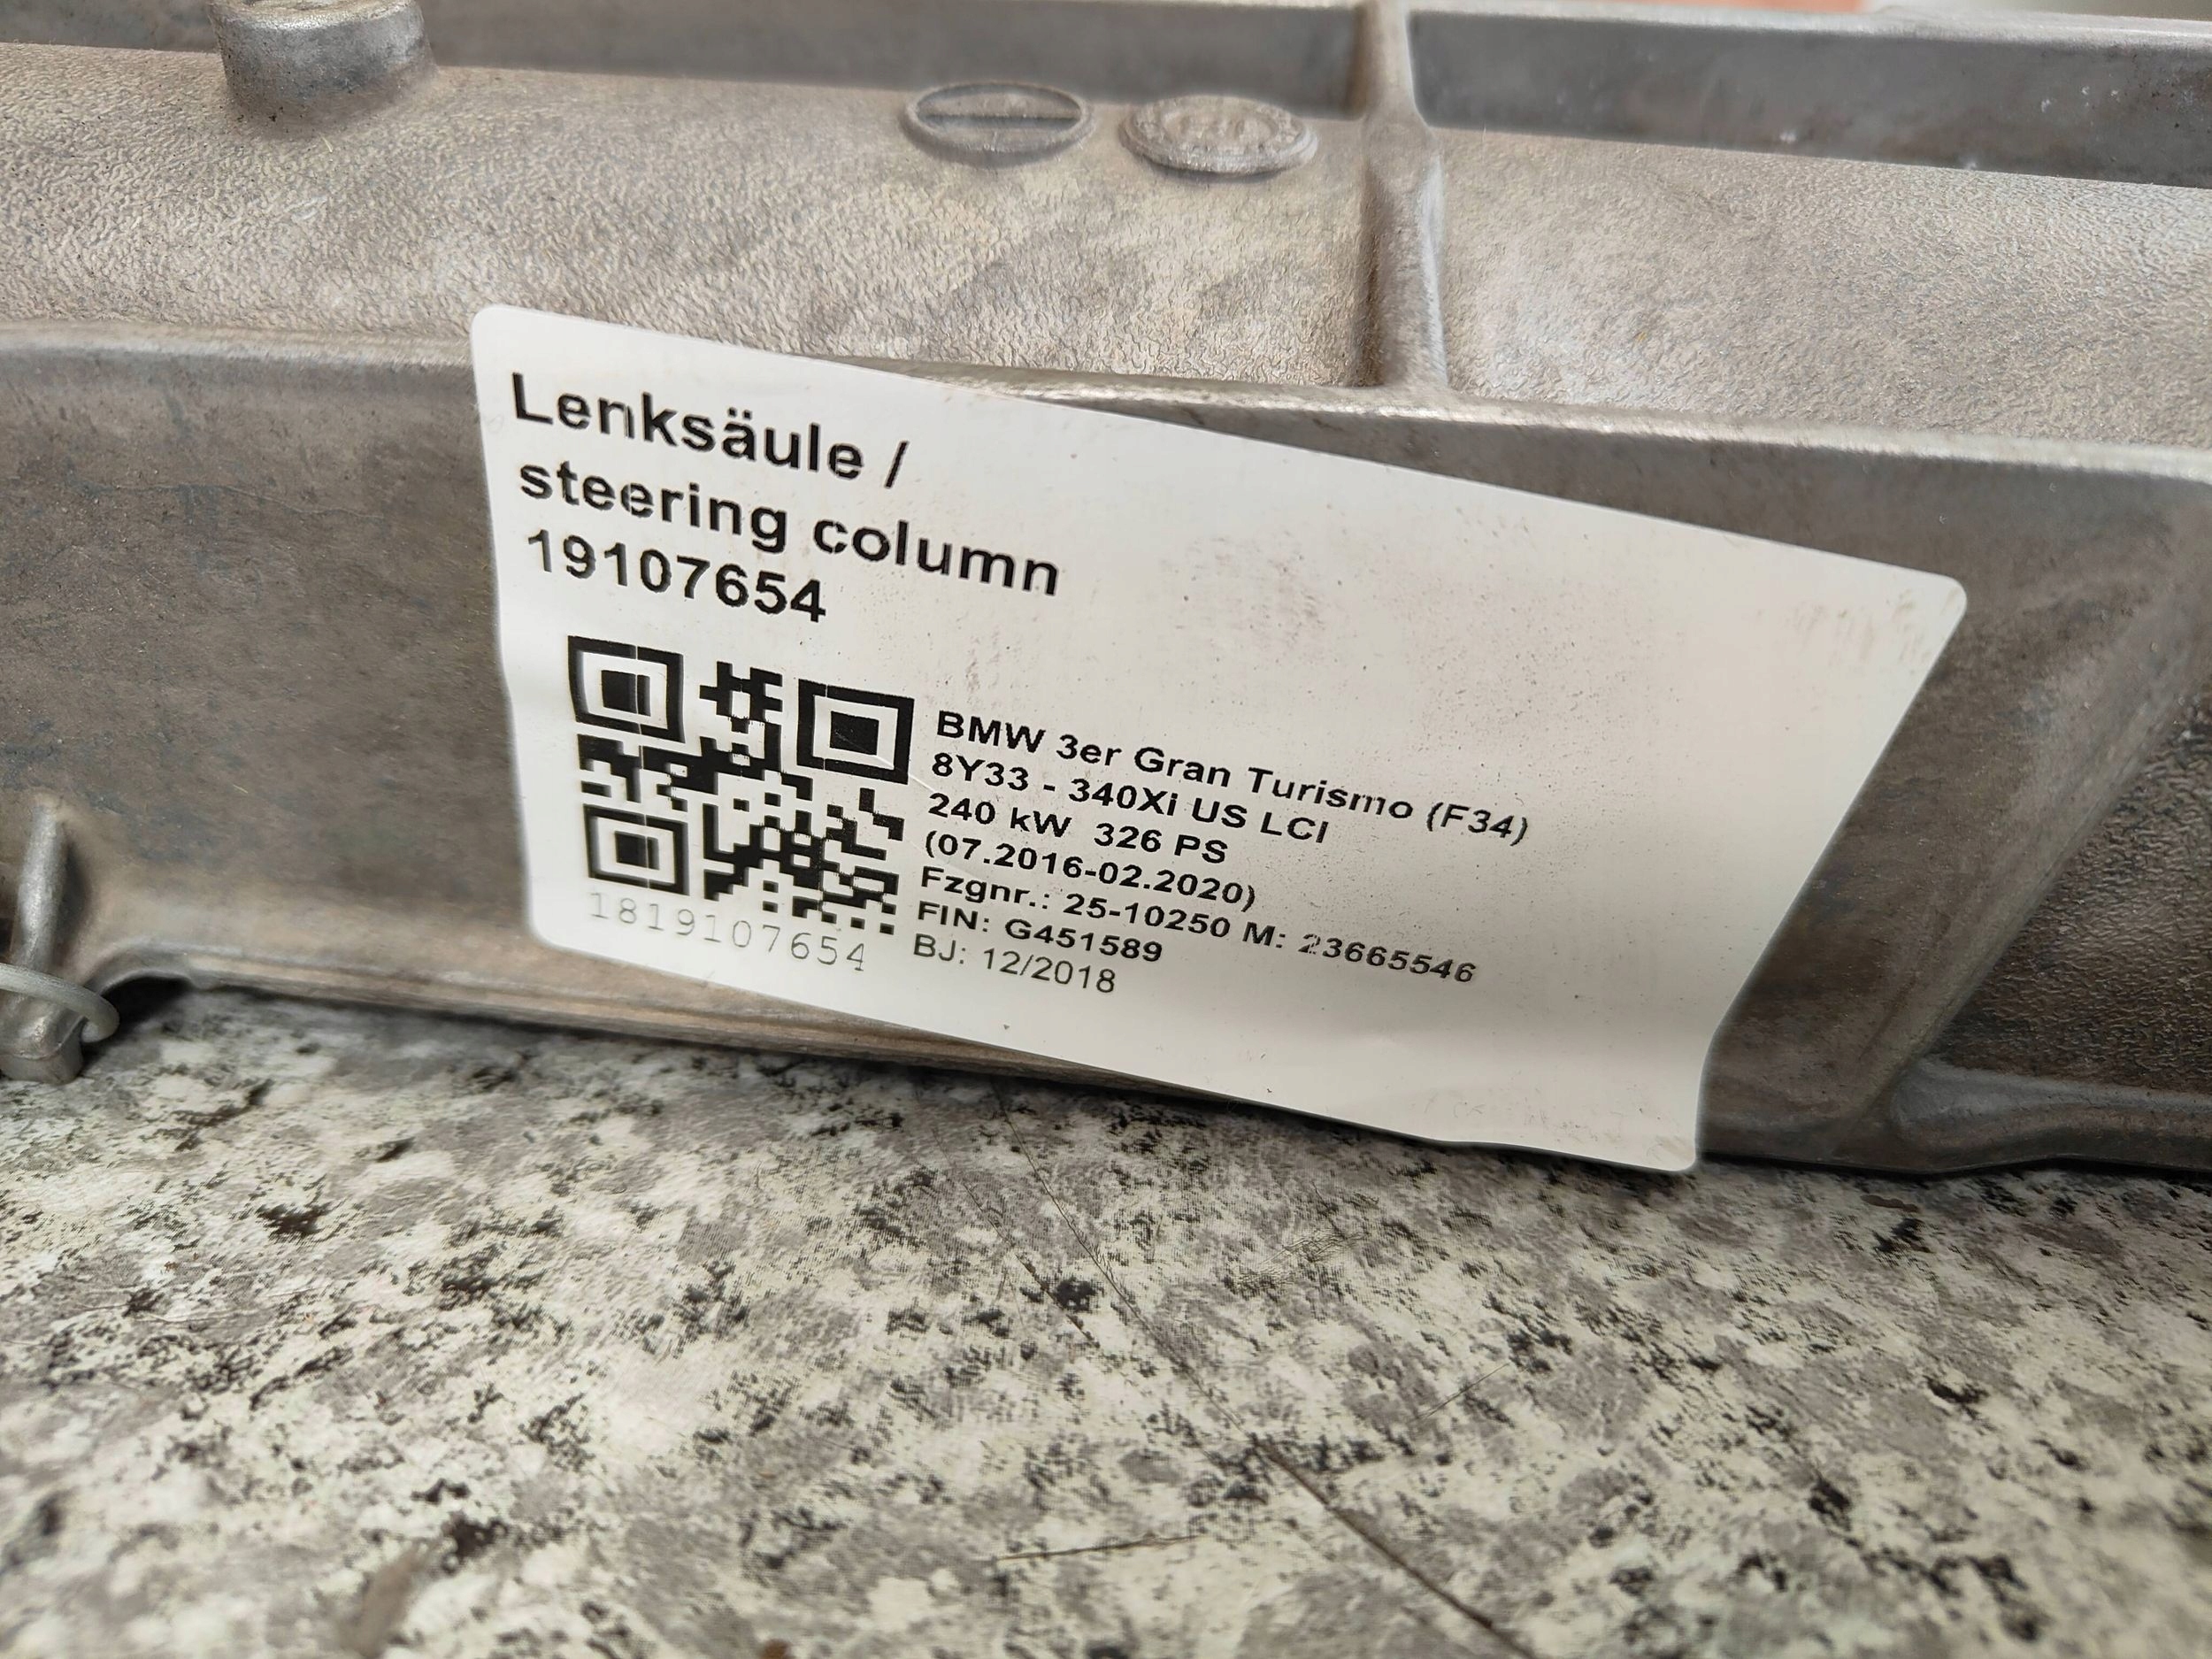 Lenksäule /
steering column
19107654
BMW 3er Gran Turismo (F34)
8Y33 - 340Xi US LCI
240 kW 326 PS
(07.2016-02.2020)
Fzgnr.: 25-10250 M: 23665546
FIN: G451589
BJ: 12/2018
1819107654